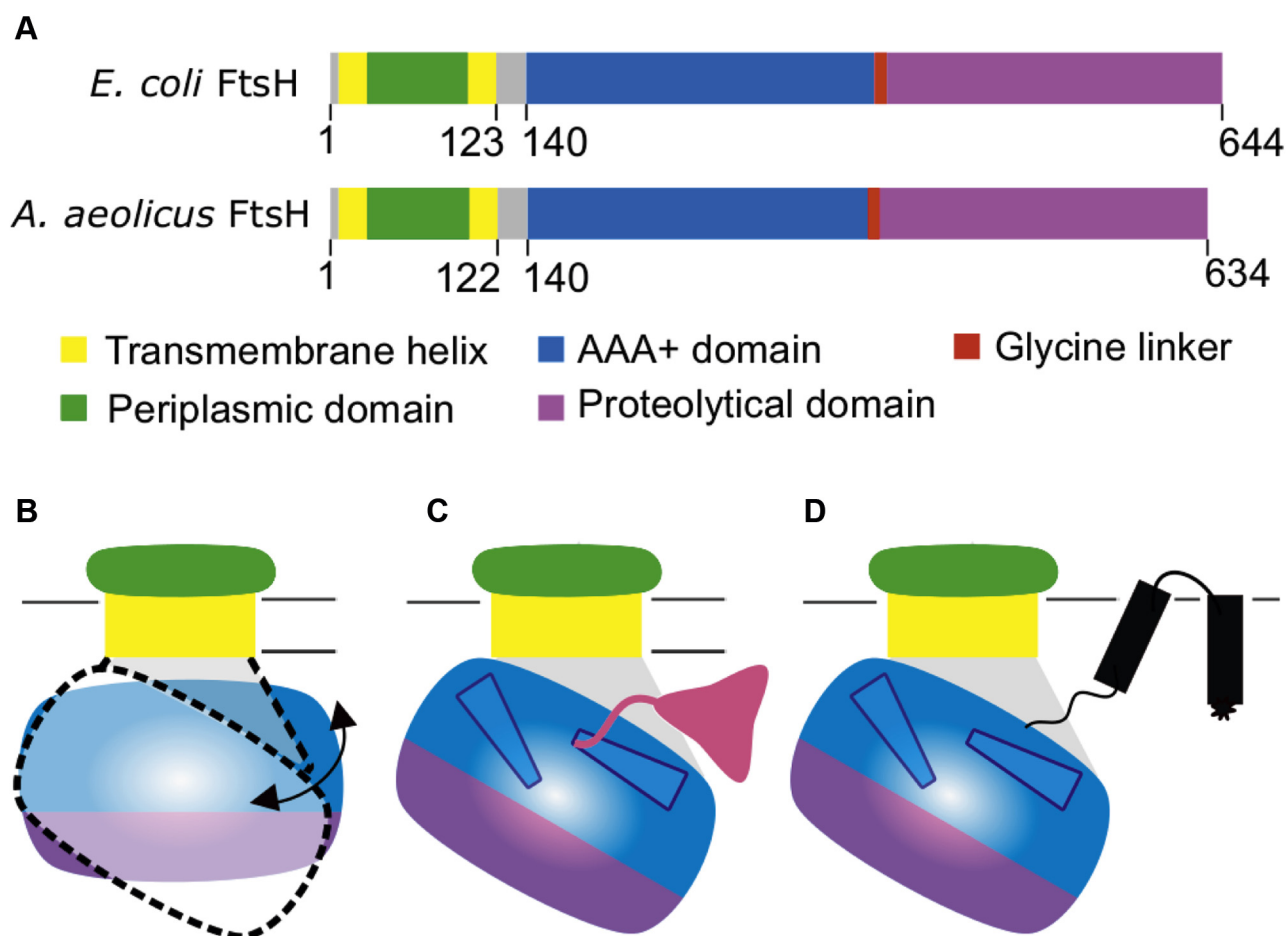 A
E. coli FtsH
1 123 140 644
A. aeolicus FtsH
1 122 140 634
Transmembrane helix AAA+ domain Glycine linker
Periplasmic domain Proteolytical domain
B C D